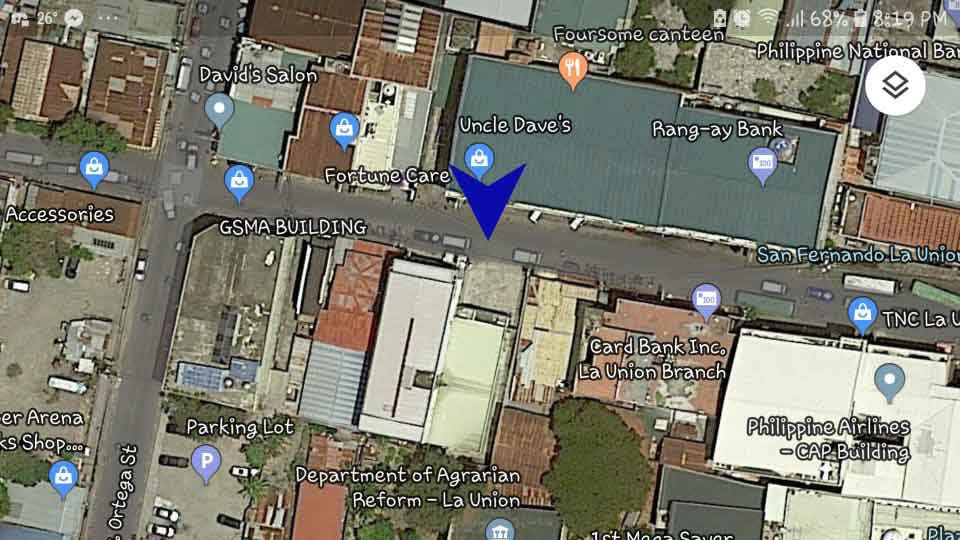 26°
68% 8:19 PM
Foursome canteen
Philippine National Ban
David's Salon
Uncle Dave's
Rang-ay Bank
Fortune Care
Accessories
GSMA BUILDING
San Fernando La Union
TNC La U
Card Bank Inc.
La Union Branch
er Arena
ks Shop...
Parking Lot
P
Philippine Airlines
- CAP Building
Ortega St
Department of Agrarian
Reform - La Union
1st Mega Saver
Plaz